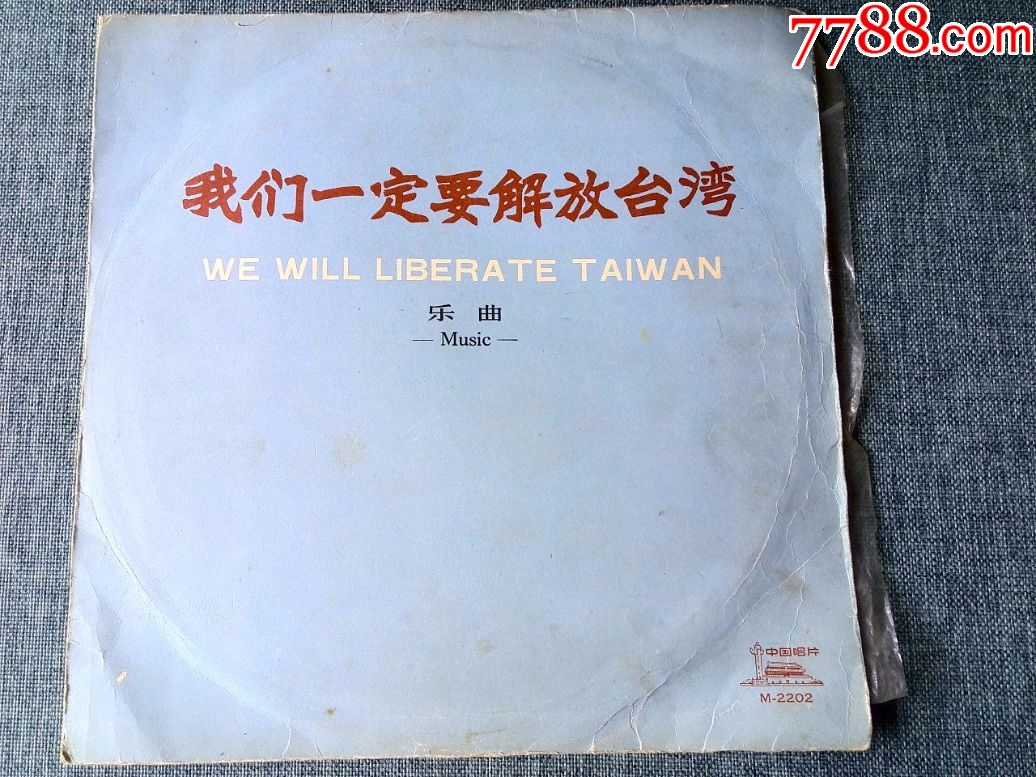 7788.com
我们一定要解放台湾
WE WILL LIBERATE TAIWAN
乐曲
— Music —
中国唱片
M-2202